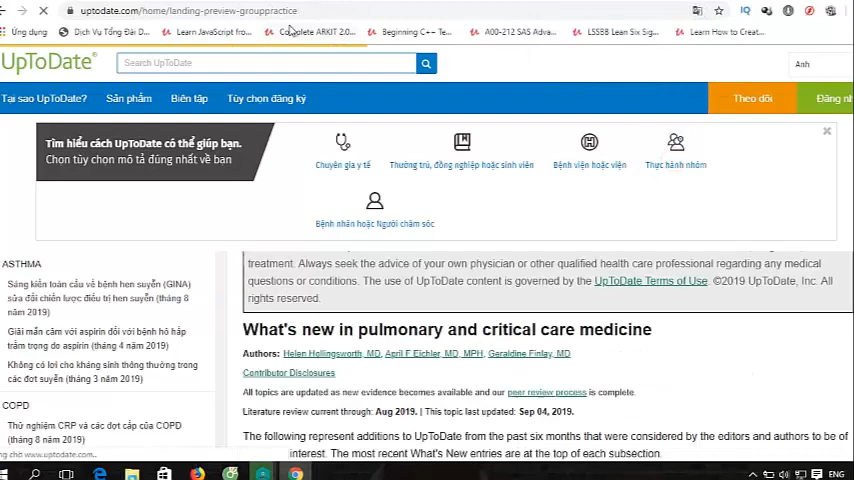 uptodate.com/home/landing-preview-grouppractice
Ứng dụng
Dịch Vụ Tổng Đài D...
Learn JavaScript fro...
Complete ARKIT 2.0...
Beginning C++ Te...
A00-212 SAS Adva...
LSSBB Lean Six Sig...
Learn How to Creat...
UpToDate®
Search UpToDate
Anh
Tại sao UpToDate?
Sản phẩm
Biên tập
Tùy chọn đăng ký
Theo dõi
Đăng nh
Tìm hiểu cách UpToDate có thể giúp bạn.
Chọn tùy chọn mô tả đúng nhất về bạn
Chuyên gia y tế
Thường trú, đồng nghiệp hoặc sinh viên
Bệnh viện hoặc viện
Thực hành nhóm
Bệnh nhân hoặc Người chăm sóc
ASTHMA
Sáng kiến toàn cầu về bệnh hen suyễn (GINA)
sửa đổi chiến lược điều trị hen suyễn (tháng 8
năm 2019)
Giải mẫn cảm với aspirin đối với bệnh hô hấp
trầm trọng do aspirin (tháng 4 năm 2019)
Không có lợi cho kháng sinh thông thường trong
các đợt suyễn (tháng 3 năm 2019)
COPD
Thử nghiệm CRP và các đợt cấp của COPD
(tháng 8 năm 2019)
treatment. Always seek the advice of your own physician or other qualified health care professional regarding any medical
questions or conditions. The use of UpToDate content is governed by the UpToDate Terms of Use. ©2019 UpToDate, Inc. All
rights reserved.
What's new in pulmonary and critical care medicine
Authors: Helen Hollingsworth, MD, April F Eichler, MD, MPH, Geraldine Finlay, MD
Contributor Disclosures
All topics are updated as new evidence becomes available and our peer review process is complete.
Literature review current through: Aug 2019. | This topic last updated: Sep 04, 2019.
The following represent additions to UpToDate from the past six months that were considered by the editors and authors to be of
interest. The most recent What's New entries are at the top of each subsection.
ng chờ www.uptodate.com...